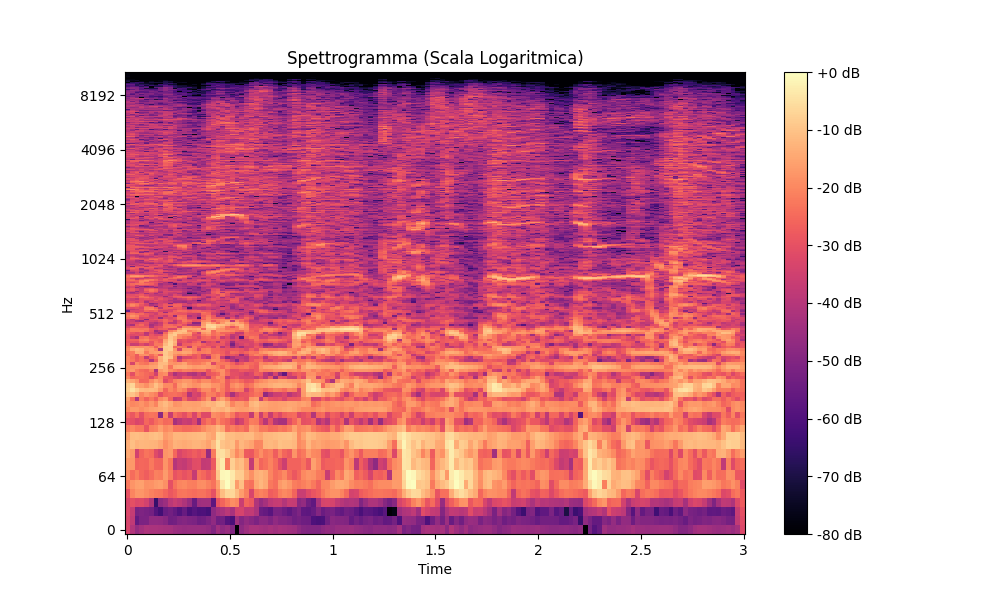 Spettrogramma (Scala Logaritmica)
Hz
8192
4096
2048
1024
512
256
128
64
0
0
0.5
1
1.5
2
2.5
3
Time
+0 dB
-10 dB
-20 dB
-30 dB
-40 dB
-50 dB
-60 dB
-70 dB
-80 dB